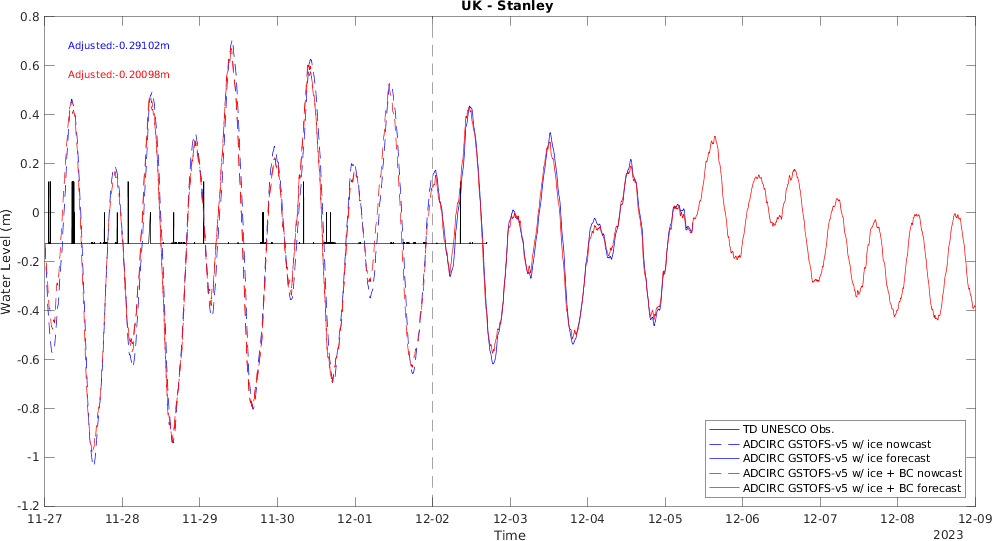 UK - Stanley
Adjusted:-0.29102m
Adjusted:-0.20098m
Water Level (m)
0.8
0.6
0.4
0.2
0
-0.2
-0.4
-0.6
-0.8
-1
-1.2
TD UNESCO Obs.
ADCIRC GSTOFS-v5 w/ ice nowcast
ADCIRC GSTOFS-v5 w/ ice forecast
ADCIRC GSTOFS-v5 w/ ice + BC nowcast
ADCIRC GSTOFS-v5 w/ ice + BC forecast
11-27 11-28 11-29 11-30 12-01 12-02 12-03 12-04 12-05 12-06 12-07 12-08 12-09
Time
2023